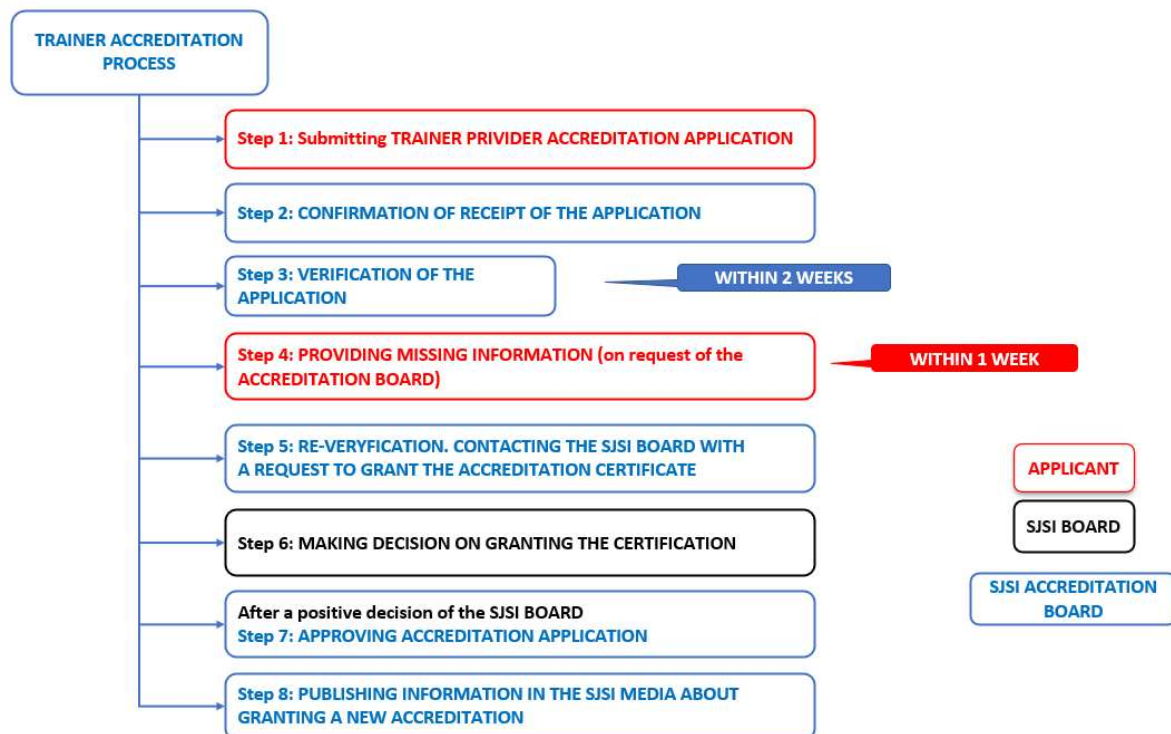 TRAINER ACCREDITATION
PROCESS
Step 1: Submitting TRAINER PRIVIDER ACCREDITATION APPLICATION
Step 2: CONFIRMATION OF RECEIPT OF THE APPLICATION
Step 3: VERIFICATION OF THE
APPLICATION
WITHIN 2 WEEKS
Step 4: PROVIDING MISSING INFORMATION (on request of the
ACCREDITATION BOARD)
WITHIN 1 WEEK
Step 5: RE-VERYFICATION. CONTACTING THE SJSI BOARD WITH
A REQUEST TO GRANT THE ACCREDITATION CERTIFICATE
Step 6: MAKING DECISION ON GRANTING THE CERTIFICATION
After a positive decision of the SJSI BOARD
Step 7: APPROVING ACCREDITATION APPLICATION
Step 8: PUBLISHING INFORMATION IN THE SJSI MEDIA ABOUT
GRANTING A NEW ACCREDITATION
APPLICANT
SJSI BOARD
SJSI ACCREDITATION
BOARD